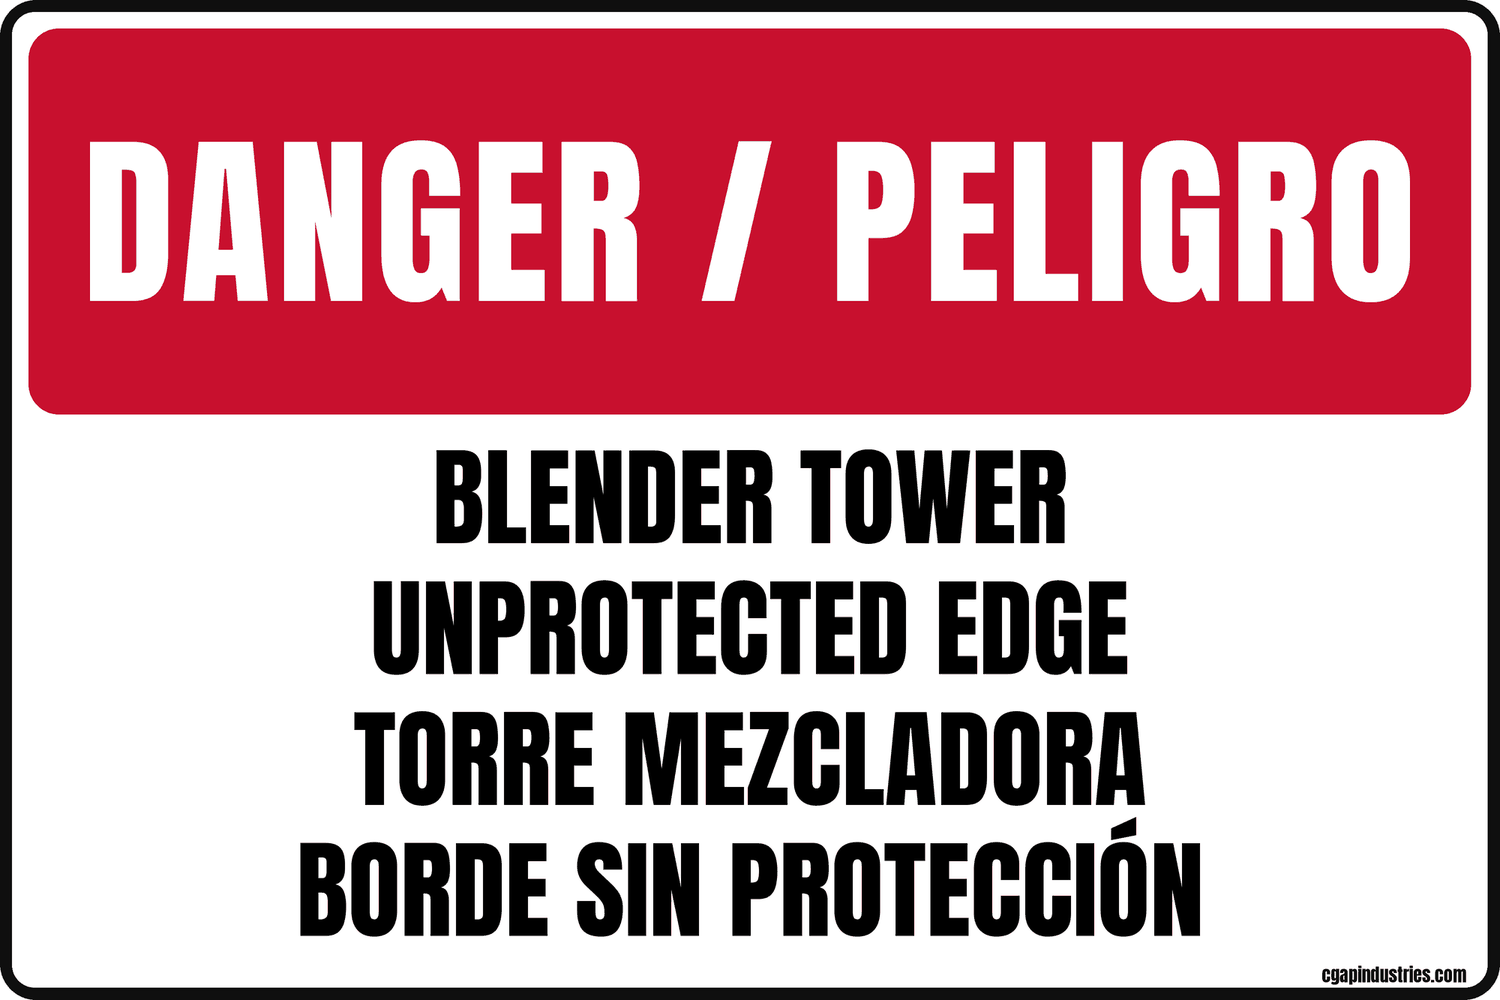 DANGER / PELIGRO
BLENDER TOWER
UNPROTECTED EDGE
TORRE MEZCLADORA
BORDE SIN PROTECCIÓN
cgapindustries.com